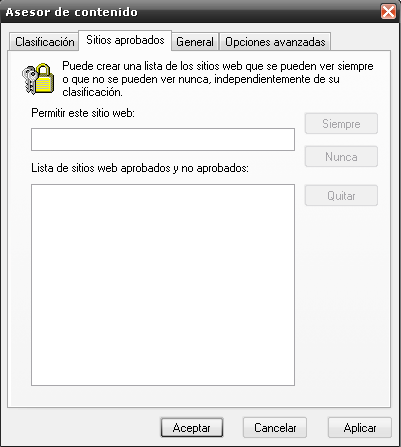 Asesor de contenido
Clasificación
Sitios aprobados
General
Opciones avanzadas
Puede crear una lista de los sitios web que se pueden ver siempre
o que no se pueden ver nunca, independientemente de su
clasificación.
Permitir este sitio web:
Siempre
Nunca
Lista de sitios web aprobados y no aprobados:
Quitar
Aceptar
Cancelar
Aplicar